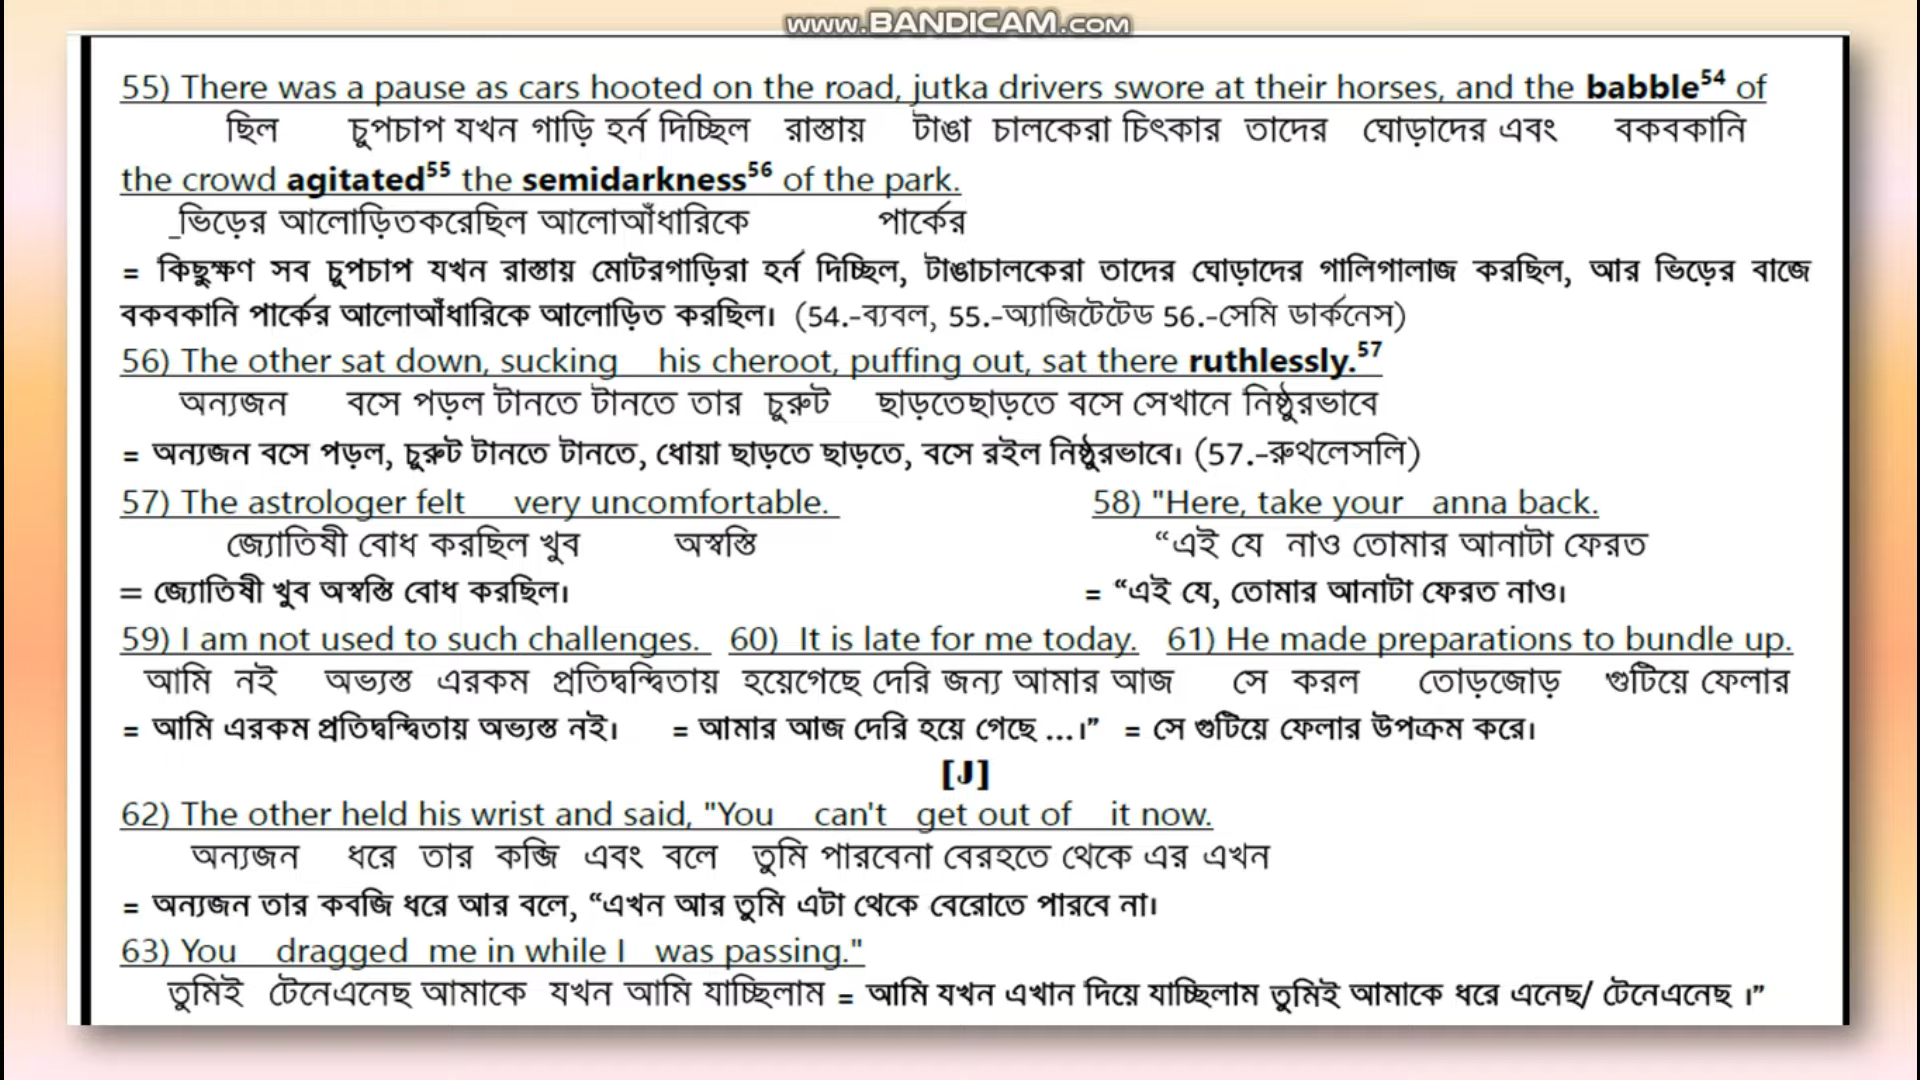 www.BANDICAM.com
55) There was a pause as cars hooted on the road, jutka drivers swore at their horses, and the babble54 of
ছিল চুপচাপ যখন গাড়ি হর্ন দিচ্ছিল রাস্তায় টাঙা চালকেরা চিৎকার তাদের ঘোড়াদের এবং বকবকানি
the crowd agitated55 the semidarkness56 of the park.
_ভিড়ের আলোড়িতকরেছিল আলোআঁধারিকে পার্কের
= কিছুক্ষণ সব চুপচাপ যখন রাস্তায় মোটরগাড়িরা হর্ন দিচ্ছিল, টাঙাচালকেরা তাদের ঘোড়াদের গালিগালাজ করছিল, আর ভিড়ের বাজে
বকবকানি পার্কের আলোআঁধারিকে আলোড়িত করছিল। (54.-ব্যবল, 55.-অ্যাজিটেটেড 56.-সেমি ডার্কনেস)
56) The other sat down, sucking his cheroot, puffing out, sat there ruthlessly.57
অন্যজন বসে পড়ল টানতে টানতে তার চুরুট ছাড়তেছাড়তে বসে সেখানে নিষ্ঠুরভাবে
= অন্যজন বসে পড়ল, চুরুট টানতে টানতে, ধোয়া ছাড়তে ছাড়তে, বসে রইল নিষ্ঠুরভাবে। (57.-রুথলেসলি)
57) The astrologer felt very uncomfortable. 58) "Here, take your anna back.
জ্যোতিষী বোধ করছিল খুব অস্বস্তি “এই যে নাও তোমার আনাটা ফেরত
= জ্যোতিষী খুব অস্বস্তি বোধ করছিল। = “এই যে, তোমার আনাটা ফেরত নাও।
59) I am not used to such challenges. 60) It is late for me today. 61) He made preparations to bundle up.
আমি নই অভ্যস্ত এরকম প্রতিদ্বন্দ্বিতায় হয়েগেছে দেরি জন্য আমার আজ সে করল তোড়জোড় গুটিয়ে ফেলার
= আমি এরকম প্রতিদ্বন্দ্বিতায় অভ্যস্ত নই। = আমার আজ দেরি হয়ে গেছে ...।” = সে গুটিয়ে ফেলার উপক্রম করে।
[J]
62) The other held his wrist and said, "You can't get out of it now.
অন্যজন ধরে তার কব্জি এবং বলে তুমি পারবেনা বেরহতে থেকে এর এখন
= অন্যজন তার কবজি ধরে আর বলে, “এখন আর তুমি এটা থেকে বেরোতে পারবে না।
63) You dragged me in while I was passing."
তুমিই টেনেএনেছ আমাকে যখন আমি যাচ্ছিলাম = আমি যখন এখান দিয়ে যাচ্ছিলাম তুমিই আমাকে ধরে এনেছ/ টেনেএনেছ ।”